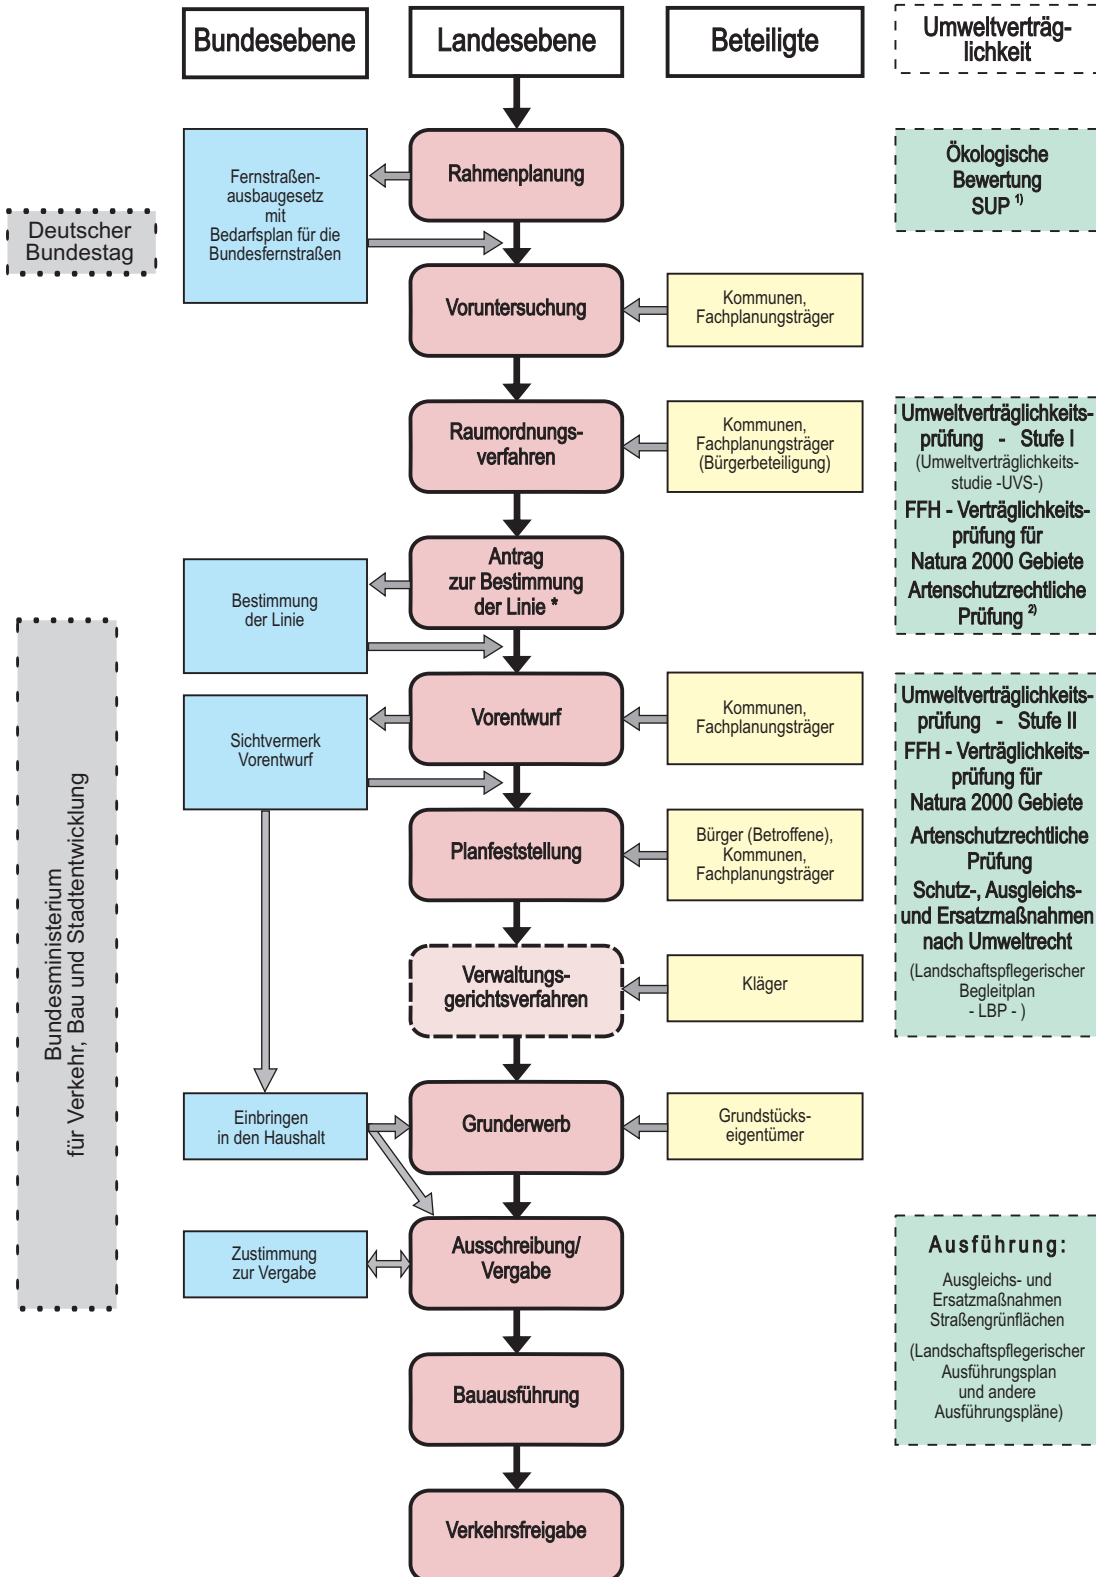 Bundesebene
Landesebene
Beteiligte
Umweltverträg-
lichkeit
Deutscher
Bundestag
Fernstraßen-
ausbaugesetz
mit
Bedarfsplan für die
Bundesfernstraßen
Rahmenplanung
Ökologische
Bewertung
SUP 1)
Voruntersuchung
Kommunen,
Fachplanungsträger
Raumordnungs-
verfahren
Kommunen,
Fachplanungsträger
(Bürgerbeteiligung)
Umweltverträglichkeits-
prüfung - Stufe I
(Umweltverträglichkeits-
studie -UVS-)
FFH - Verträglichkeits-
prüfung für
Natura 2000 Gebiete
Artenschutzrechtliche
Prüfung 2)
Antrag
zur Bestimmung
der Linie *
Bestimmung
der Linie
Bundesministerium
für Verkehr, Bau und Stadtentwicklung
Sichtvermerk
Vorentwurf
Vorentwurf
Kommunen,
Fachplanungsträger
Umweltverträglichkeits-
prüfung - Stufe II
FFH - Verträglichkeits-
prüfung für
Natura 2000 Gebiete
Artenschutzrechtliche
Prüfung
Schutz-, Ausgleichs-
und Ersatzmaßnahmen
nach Umweltrecht
(Landschaftspflegerischer
Begleitplan
- LBP - )
Planfeststellung
Bürger (Betroffene),
Kommunen,
Fachplanungsträger
Verwaltungs-
gerichtsverfahren
Kläger
Einbringen
in den Haushalt
Grunderwerb
Grundstücks-
eigentümer
Zustimmung
zur Vergabe
Ausschreibung/
Vergabe
Ausführung:
Ausgleichs- und
Ersatzmaßnahmen
Straßengrünflächen
(Landschaftspflegerischer
Ausführungsplan
und andere
Ausführungspläne)
Bauausführung
Verkehrsfreigabe